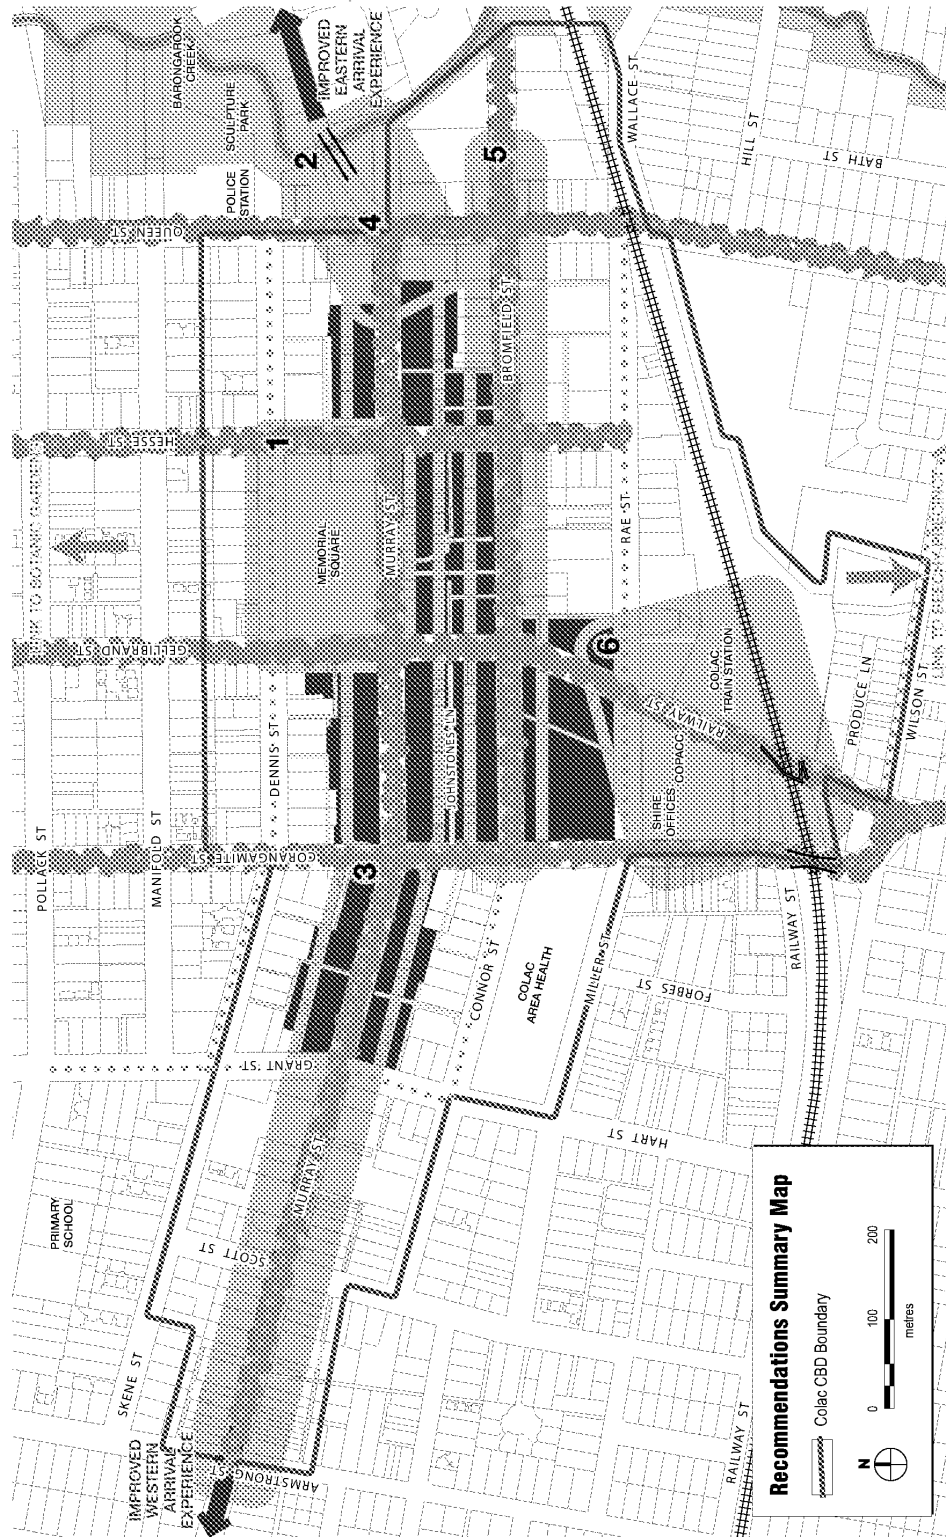 IMPROVED
WESTERN
ARRIVAL
EXPERIENCE
SKENE ST
PRIMARY
SCHOOL
POLLACK ST
MANIFOLD ST
DENNIS ST
CORANGAMITE ST
GELLIBRAND ST
LINK TO BOTANIC GARDENS
HESSE ST
QUEEN ST
BARONGAROOK
CREEK
SCULPTURE
PARK
POLICE
STATION
IMPROVED
EASTERN
ARRIVAL
EXPERIENCE
ARMSTRONG ST
SCOTT ST
MURRAY ST
GRANT ST
MEMORIAL
SQUARE
MURRAY ST
1
2
3
4
5
6
JOHNSTONES LN
BROMFIELD ST
CONNOR ST
COLAC
AREA HEALTH
MILLER ST
FORBES ST
HART ST
RAILWAY ST
RAILWAY ST
SHIRE
OFFICES
COPACC
RAILWAY ST
COLAC
TRAIN STATION
RAE ST
PRODUCE LN
WILSON ST
WALLACE ST
HILL ST
BATH ST
Recommendations Summary Map
Colac CBD Boundary
N
0 100 200
metres